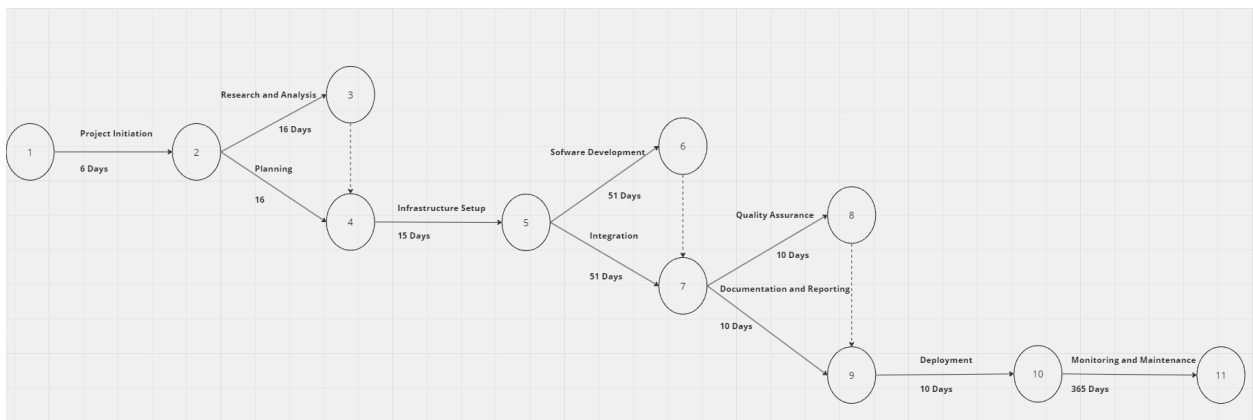 Research and Analysis
3
16 Days
Project Initiation
1
2
6 Days
Planning
16
4
Infrastructure Setup
15 Days
5
Sofware Development
6
51 Days
Integration
51 Days
7
Quality Assurance
8
10 Days
Documentation and Reporting
10 Days
9
Deployment
10 Days
10
Monitoring and Maintenance
365 Days
11